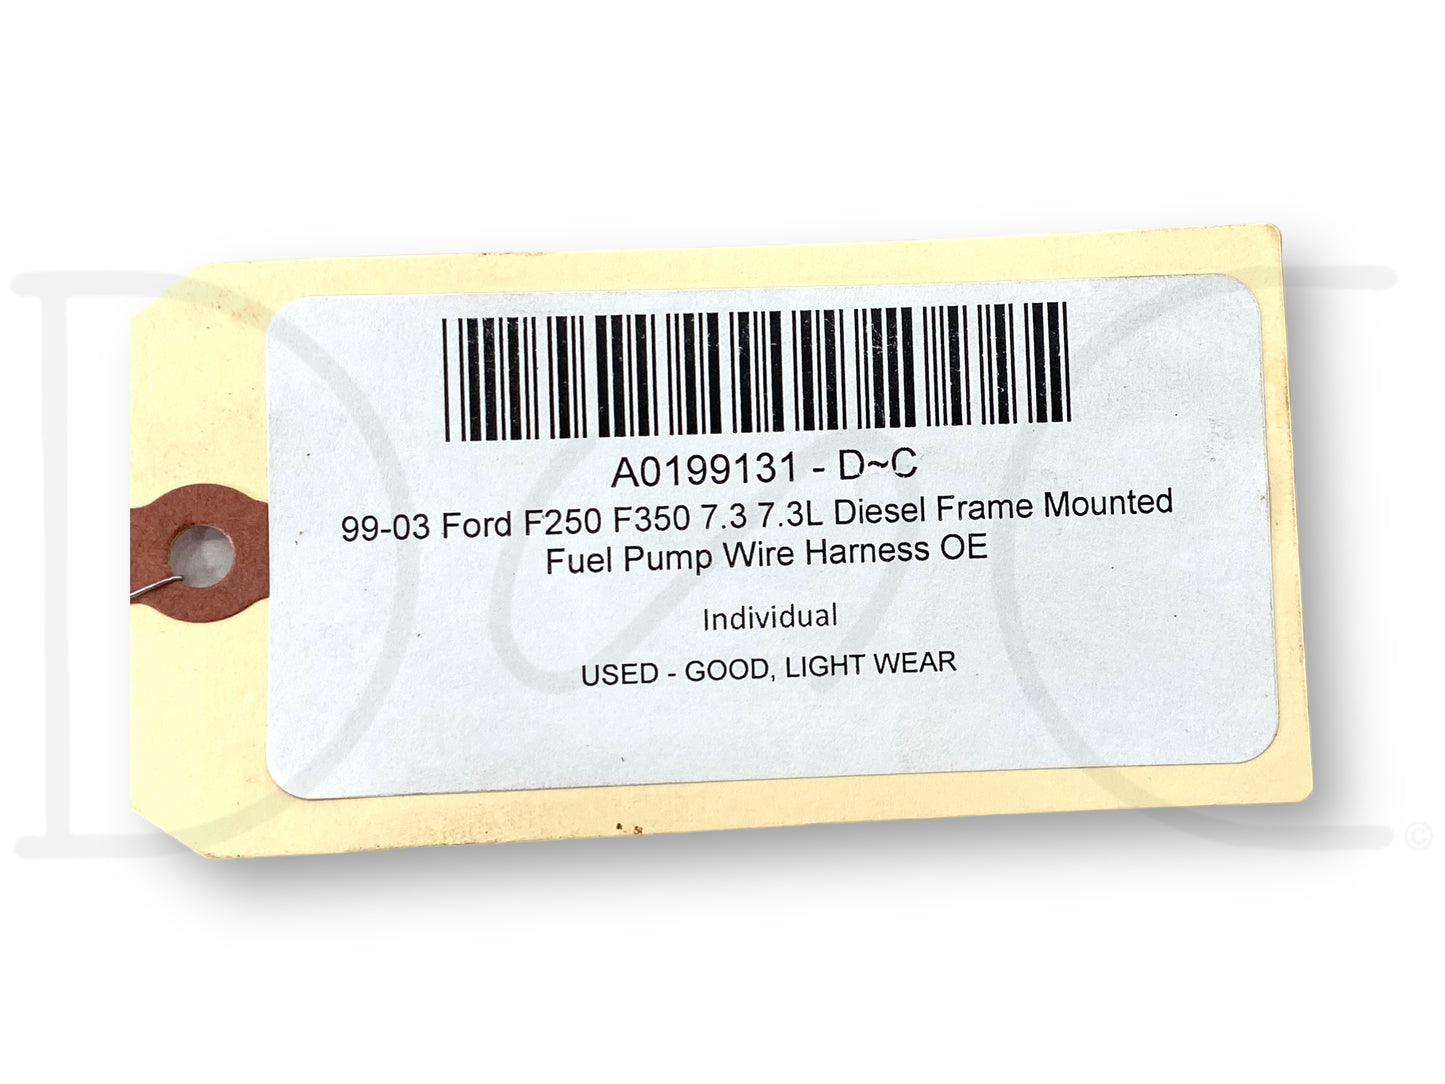 A0199131 - D~C
99-03 Ford F250 F350 7.3 7.3L Diesel Frame Mounted
Fuel Pump Wire Harness OE
Individual
USED - GOOD, LIGHT WEAR
D~C
©